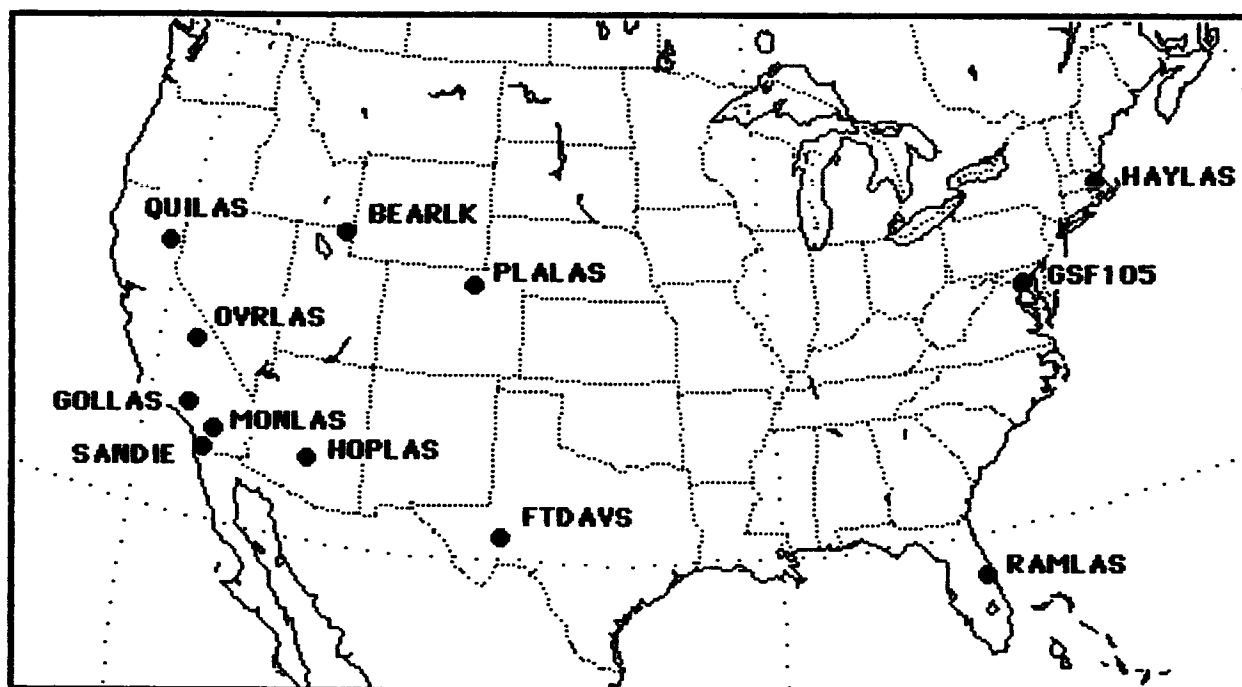 HAYLAS
QUILAS
BEARLK
PLALAS
GSF105
OVRLAS
GOLLAS
MONLAS
SANDIE
HOPLAS
FTDAVS
RAMLAS